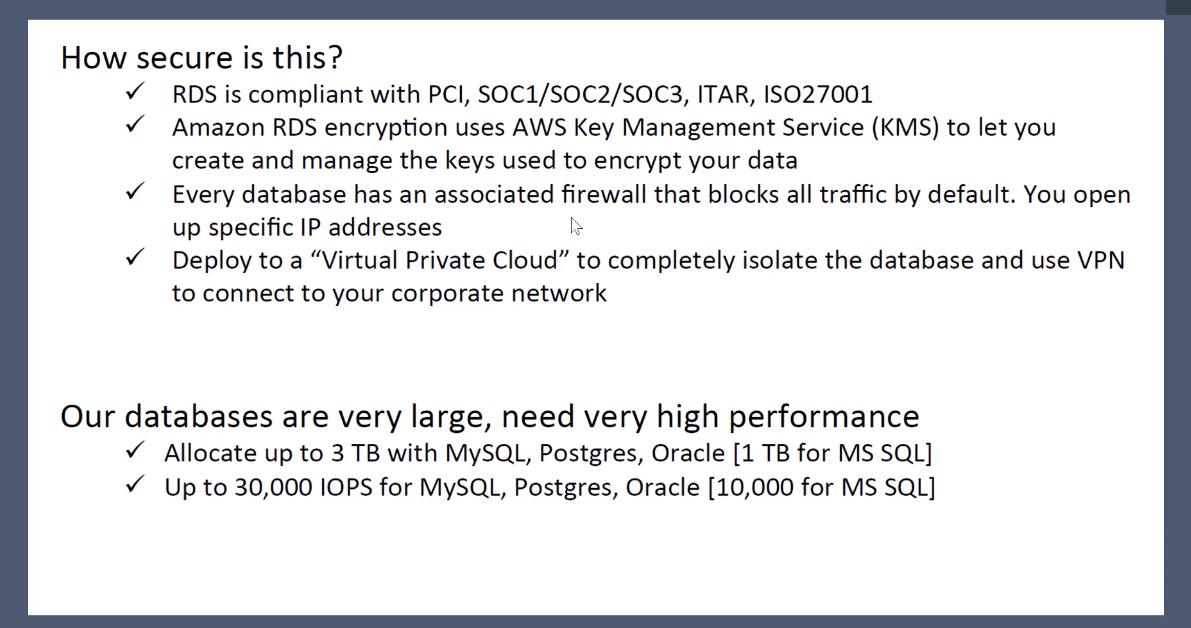 How secure is this?
✓ RDS is compliant with PCI, SOC1/SOC2/SOC3, ITAR, ISO27001
✓ Amazon RDS encryption uses AWS Key Management Service (KMS) to let you
create and manage the keys used to encrypt your data
✓ Every database has an associated firewall that blocks all traffic by default. You open
up specific IP addresses
✓ Deploy to a “Virtual Private Cloud” to completely isolate the database and use VPN
to connect to your corporate network
Our databases are very large, need very high performance
✓ Allocate up to 3 TB with MySQL, Postgres, Oracle [1 TB for MS SQL]
✓ Up to 30,000 IOPS for MySQL, Postgres, Oracle [10,000 for MS SQL]